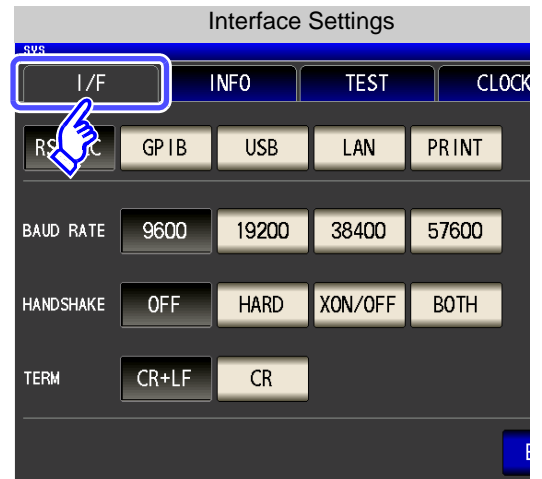 Interface Settings
sys
I/F INFO TEST CLOCK
GPIB USB LAN PRINT
BAUD RATE 9600 19200 38400 57600
HANDSHAKE OFF HARD XON/OFF BOTH
TERM CR+LF CR